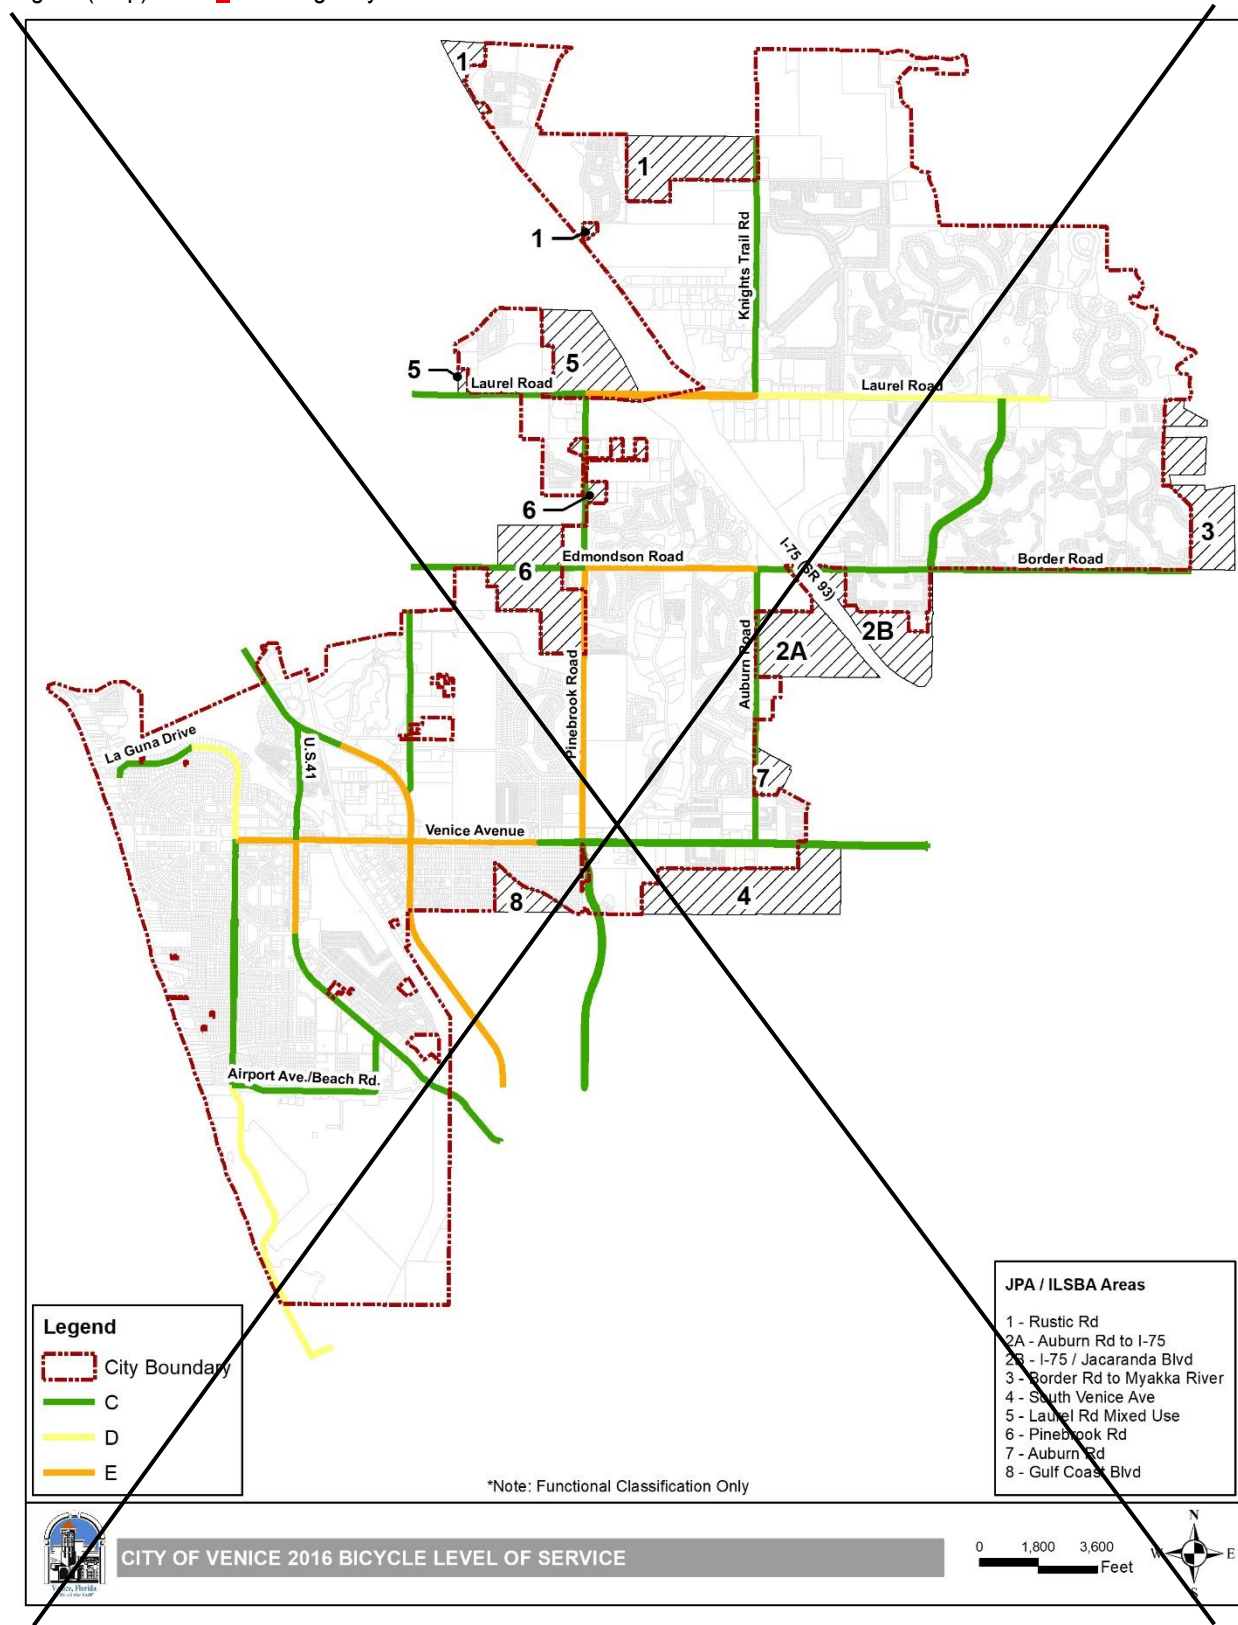 1
1
1
Knights Trail Rd
5
5
Laurel Road
Laurel Road
6
3
I-75 (SR 93)
Edmondson Road
Border Road
6
2B
2A
Auburn Road
Pinebrook Road
La Guna Drive
U.S.41
7
Venice Avenue
8
4
Airport Ave./Beach Rd.
JPA / ILSBA Areas
1 - Rustic Rd
2A - Auburn Rd to I-75
2B - I-75 / Jacaranda Blvd
3 - Border Rd to Myakka River
4 - South Venice Ave
5 - Laurel Rd Mixed Use
6 - Pinebrook Rd
7 - Auburn Rd
8 - Gulf Coast Blvd
Legend
City Boundary
C
D
E
*Note: Functional Classification Only
CITY OF VENICE 2016 BICYCLE LEVEL OF SERVICE
0 1,800 3,600
Feet
N
W E
S
Venice, Florida